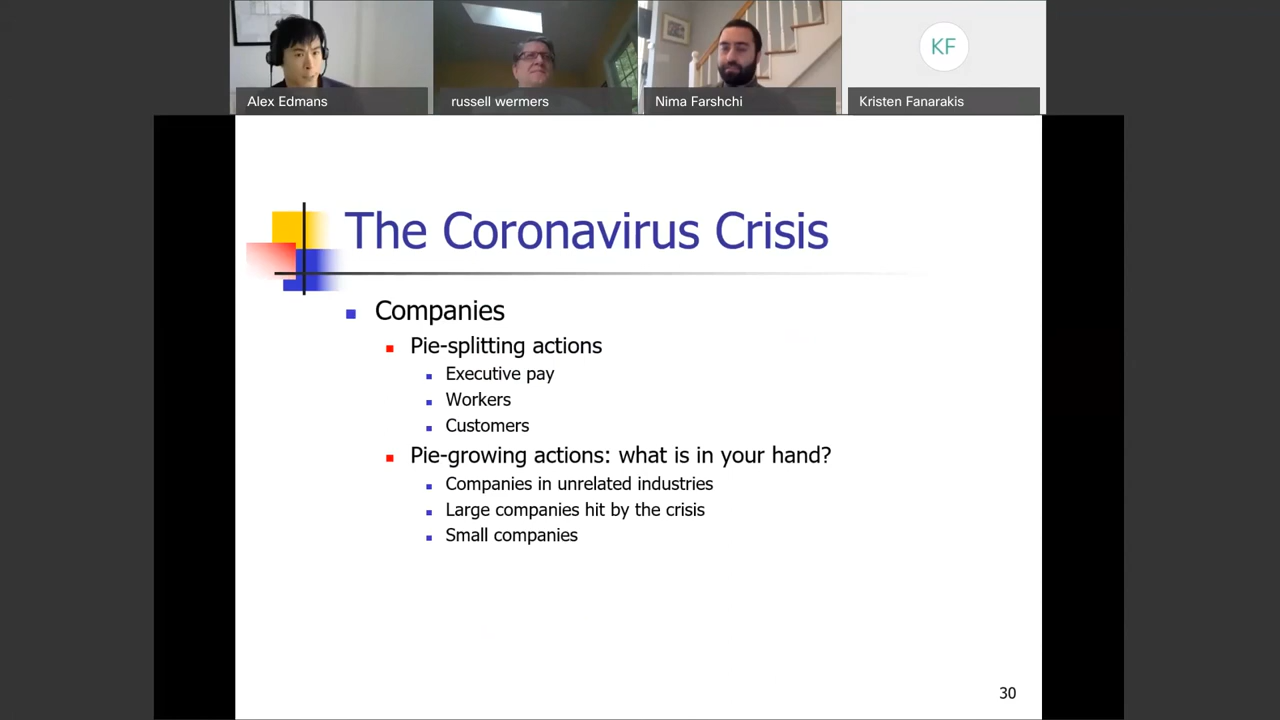 KF
Alex Edmans
russell wermers
Nima Farshchi
Kristen Fanarakis
The Coronavirus Crisis
Companies
Pie-splitting actions
Executive pay
Workers
Customers
Pie-growing actions: what is in your hand?
Companies in unrelated industries
Large companies hit by the crisis
Small companies
30